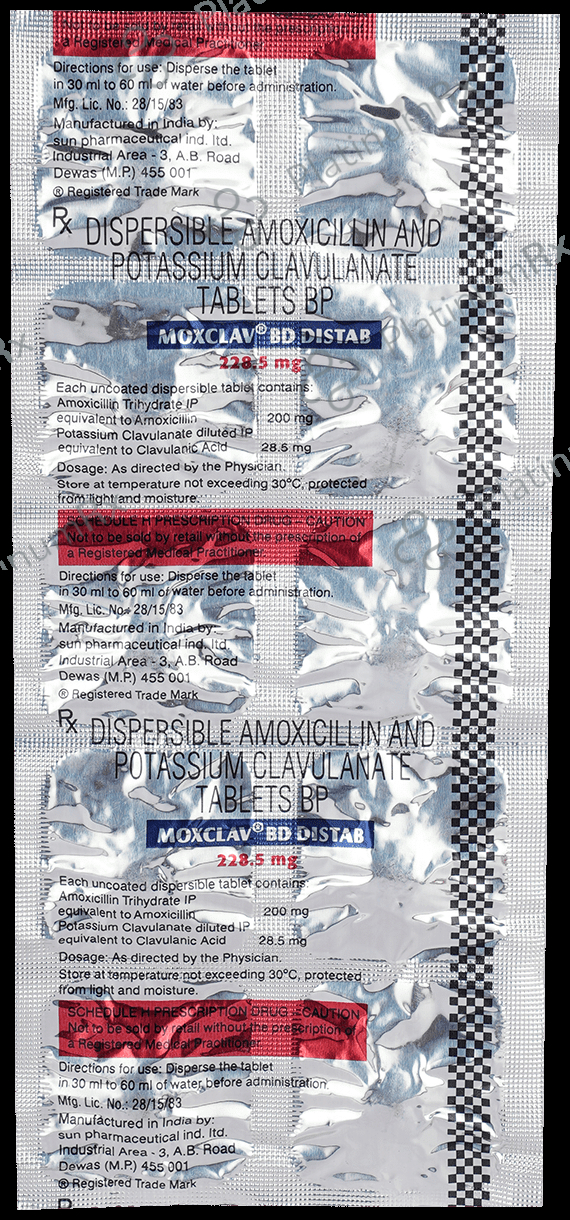 Not to be sold by retail without the prescription of
a Registered Medical Practitioner
Directions for use: Disperse the tablet
in 30 ml to 60 ml of water before administration.
Mfg. Lic. No.: 28/15/83
Manufactured in India by:
sun pharmaceutical ind. ltd.
Industrial Area - 3, A.B. Road
Dewas (M.P.) 455 001
® Registered Trade Mark
Rx DISPERSIBLE AMOXICILLIN AND
POTASSIUM CLAVULANATE
TABLETS BP
MOXCLAV® BD DISTAB
228.5 mg
Each uncoated dispersible tablet contains:
Amoxicillin Trihydrate IP
equivalent to Amoxicillin 200 mg
Potassium Clavulanate diluted IP
equivalent to Clavulanic Acid 28.5 mg
Dosage: As directed by the Physician.
Store at temperature not exceeding 30°C, protected
from light and moisture.
SCHEDULE H PRESCRIPTION DRUG - CAUTION
Not to be sold by retail without the prescription of
a Registered Medical Practitioner
Directions for use: Disperse the tablet
in 30 ml to 60 ml of water before administration.
Mfg. Lic. No.: 28/15/83
Manufactured in India by:
sun pharmaceutical ind. ltd.
Industrial Area - 3, A.B. Road
Dewas (M.P.) 455 001
® Registered Trade Mark
Rx DISPERSIBLE AMOXICILLIN AND
POTASSIUM CLAVULANATE
TABLETS BP
MOXCLAV® BD DISTAB
228.5 mg
Each uncoated dispersible tablet contains:
Amoxicillin Trihydrate IP
equivalent to Amoxicillin 200 mg
Potassium Clavulanate diluted IP
equivalent to Clavulanic Acid 28.5 mg
Dosage: As directed by the Physician.
Store at temperature not exceeding 30°C, protected
from light and moisture.
SCHEDULE H PRESCRIPTION DRUG - CAUTION
Not to be sold by retail without the prescription of
a Registered Medical Practitioner
Directions for use: Disperse the tablet
in 30 ml to 60 ml of water before administration.
Mfg. Lic. No.: 28/15/83
Manufactured in India by:
sun pharmaceutical ind. ltd.
Industrial Area - 3, A.B. Road
Dewas (M.P.) 455 001
® Registered Trade Mark
PlatinumRx